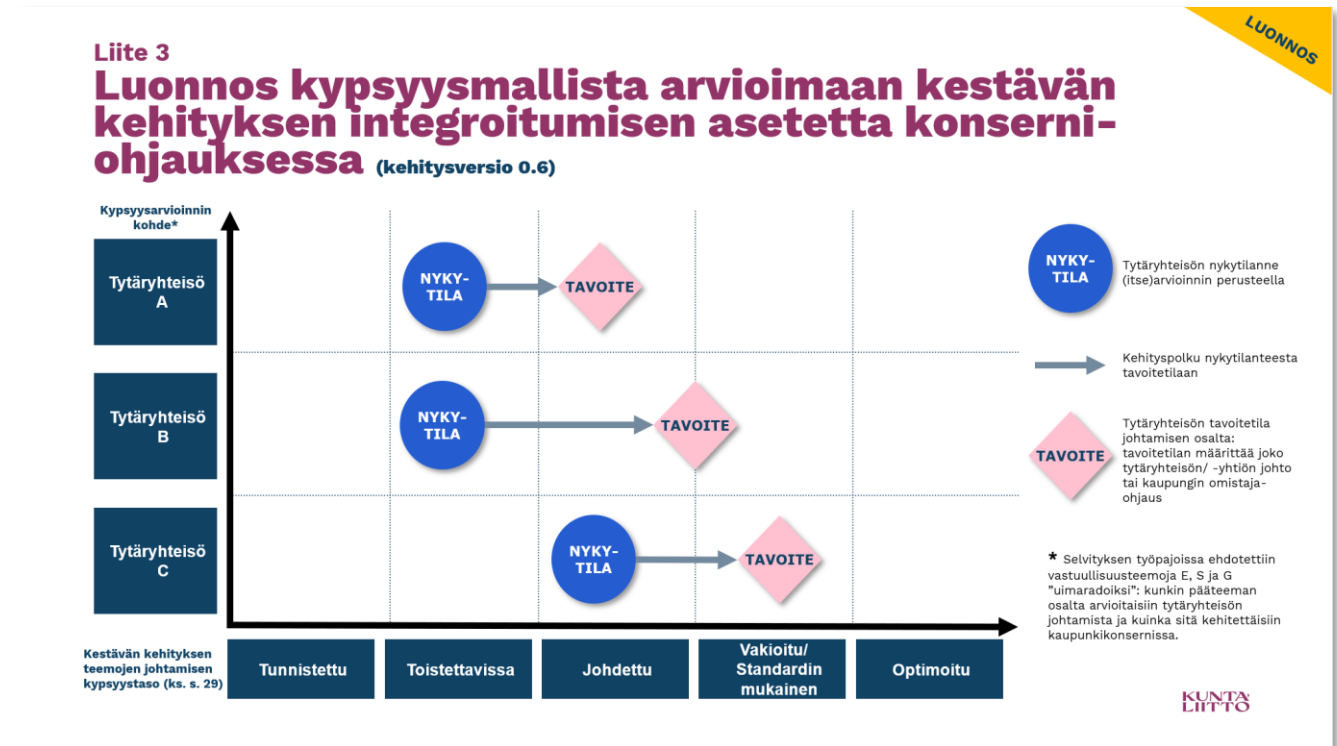 LUONNOS
Liite 3
Luonnos kypsyysmallista arvioimaan kestävän
kehityksen integroitumisen asetetta konserni-
ohjauksessa (kehitysversio 0.6)
Kypsyysarvioinnin
kohde*
Tytäryhteisö
A
NYKY-
TILA
TAVOITE
Tytäryhteisö
B
NYKY-
TILA
TAVOITE
Tytäryhteisö
C
NYKY-
TILA
TAVOITE
Kestävän kehityksen
teemojen johtamisen
kypsyystaso (ks. s. 29)
Tunnistettu
Toistettavissa
Johdettu
Vakioitu/
Standardin
mukainen
Optimoitu
NYKY-
TILA
Tytäryhteisön nykytilanne
(itse)arvioinnin perusteella
Kehityspolku nykytilanteesta
tavoitetilaan
TAVOITE
Tytäryhteisön tavoitetila
johtamisen osalta:
tavoitetilan määrittää joko
tytäryhteisön/ -yhtiön johto
tai kaupungin omistaja-
ohjaus
* Selvityksen työpajoissa ehdotettiin
vastuullisuusteemoja E, S ja G
"uimaradoiksi": kunkin pääteeman
osalta arvioitaisiin tytäryhteisön
johtamista ja kuinka sitä kehitettäisiin
kaupunkikonsernissa.
KUNTA
LIITTO